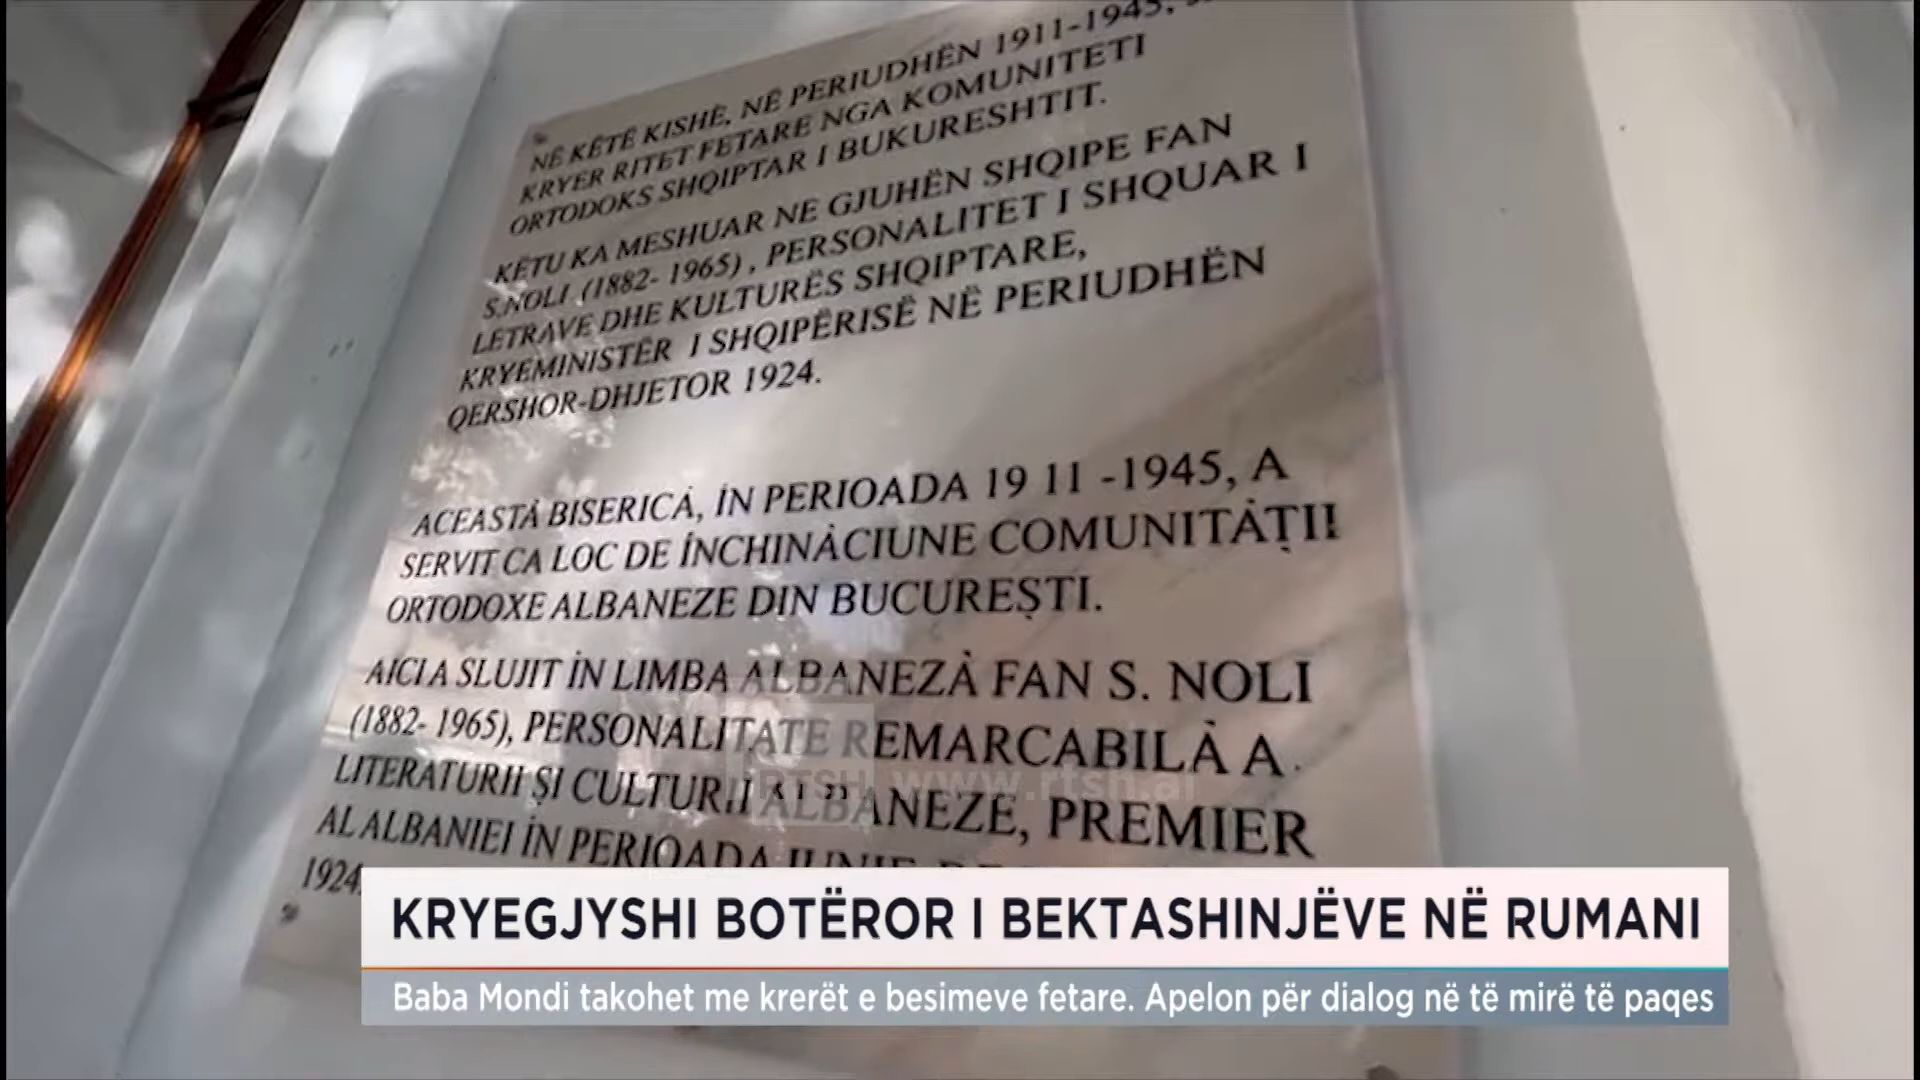 NË KËTË KISHË, NË PERIUDHËN 1911-1945,
KRYER RITET FETARE NGA KOMUNITETI
ORTODOKS SHQIPTAR I BUKURESHTIT.
KËTU KA MESHUAR NE GJUHËN SHQIPE FAN
S.NOLI (1882- 1965) , PERSONALITET I SHQUAR I
LETRAVE DHE KULTURËS SHQIPTARE,
KRYEMINISTËR I SHQIPËRISË NË PERIUDHËN
QERSHOR-DHJETOR 1924.
ACEASTĂ BISERICĂ, ÎN PERIOADA 19 11 -1945, A
SERVIT CA LOC DE ÎNCHINĂCIUNE COMUNITĂȚII
ORTODOXE ALBANEZE DIN BUCUREȘTI.
AICI A SLUJIT ÎN LIMBA ALBANEZĂ FAN S. NOLI
(1882- 1965), PERSONALITATE REMARCABILĂ A
LITERATURII ȘI CULTURII ALBANEZE, PREMIER
AL ALBANIEI ÎN PERIOADA IUNIE-
1924
RTSH www.rtsh.al
KRYEGJYSHI BOTËROR I BEKTASHINJËVE NË RUMANI
Baba Mondi takohet me krerët e besimeve fetare. Apelon për dialog në të mirë të paqes